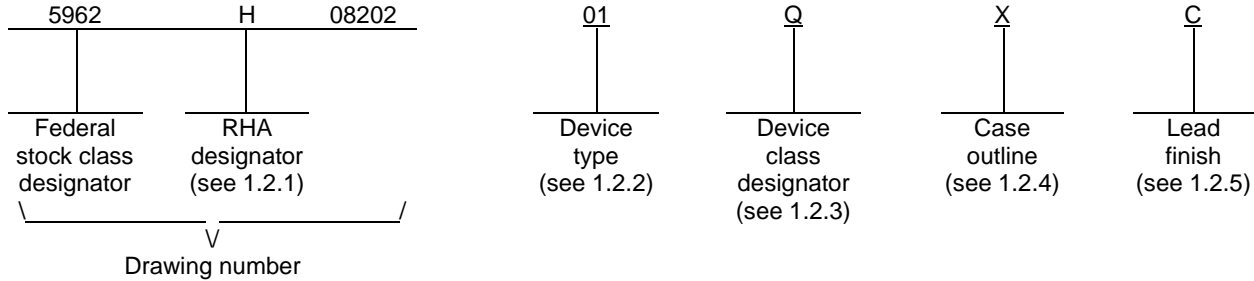 5962 H 08202 01 Q X C
Federal RHA Device Device Case Lead
stock class designator type class outline finish
designator (see 1.2.1) (see 1.2.2) designator (see 1.2.4) (see 1.2.5)
(see 1.2.3)
Drawing number